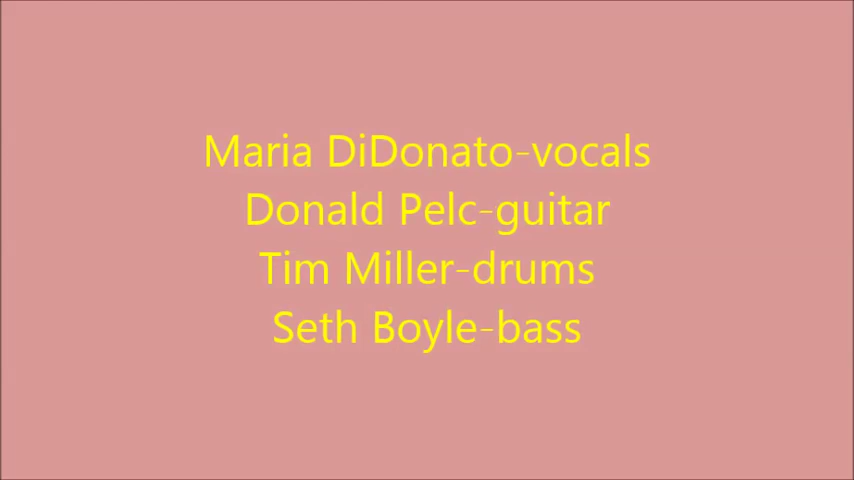 Maria DiDonato-vocals
Donald Pelc-guitar
Tim Miller-drums
Seth Boyle-bass